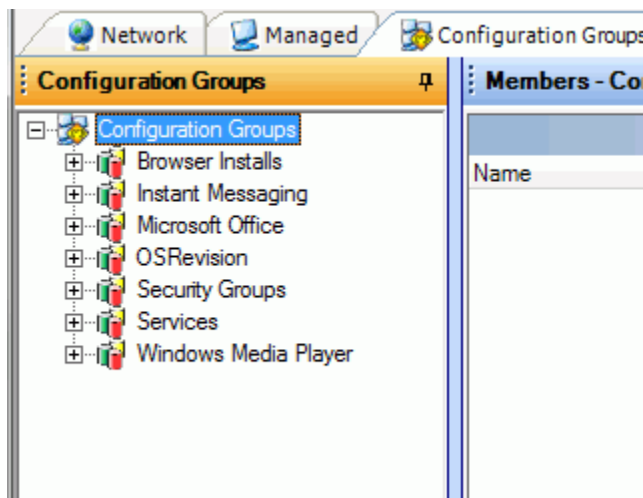 Network Managed Configuration Groups
Configuration Groups Members - Co
Configuration Groups
Name
Browser Installs
Instant Messaging
Microsoft Office
OSRevision
Security Groups
Services
Windows Media Player